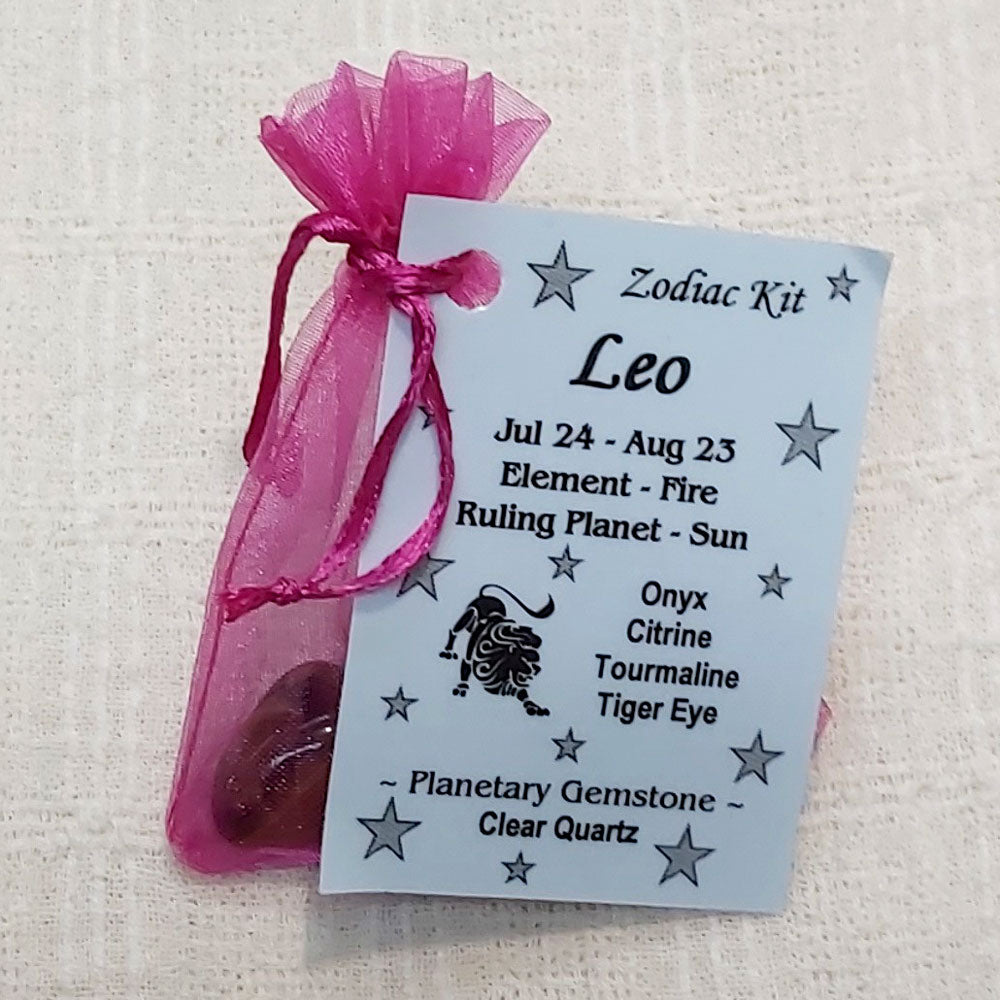 Zodiac Kit
Leo
Jul 24 - Aug 23
Element - Fire
Ruling Planet - Sun
Onyx
Citrine
Tourmaline
Tiger Eye
~ Planetary Gemstone ~
Clear Quartz